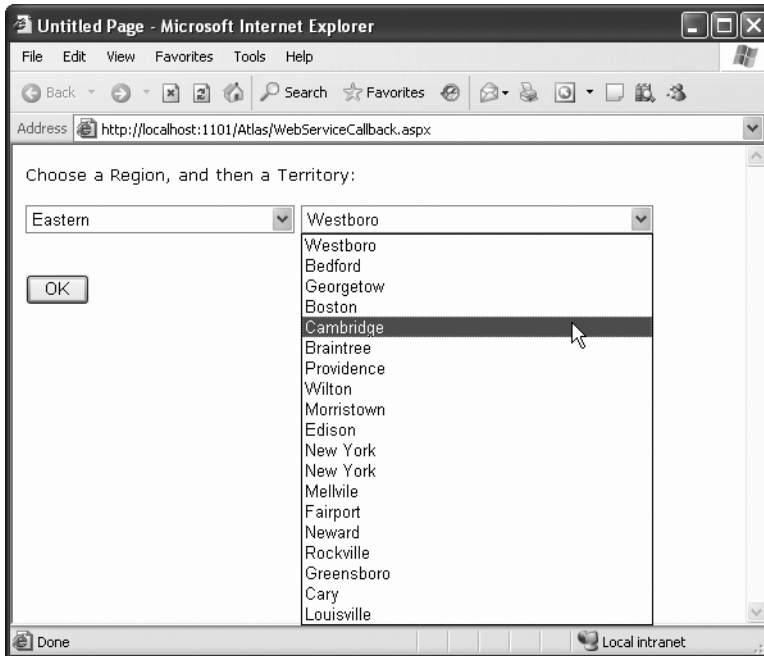 Untitled Page - Microsoft Internet Explorer
File Edit View Favorites Tools Help
Back Search Favorites
Address http://localhost:1101/Atlas/WebServiceCallback.aspx
Choose a Region, and then a Territory:
Eastern Westboro
Westboro
Bedford
OK Georgetow
Boston
Cambridge
Braintree
Providence
Wilton
Morristown
Edison
New York
New York
Mellvile
Fairport
Neward
Rockville
Greensboro
Cary
Louisville
Done Local intranet